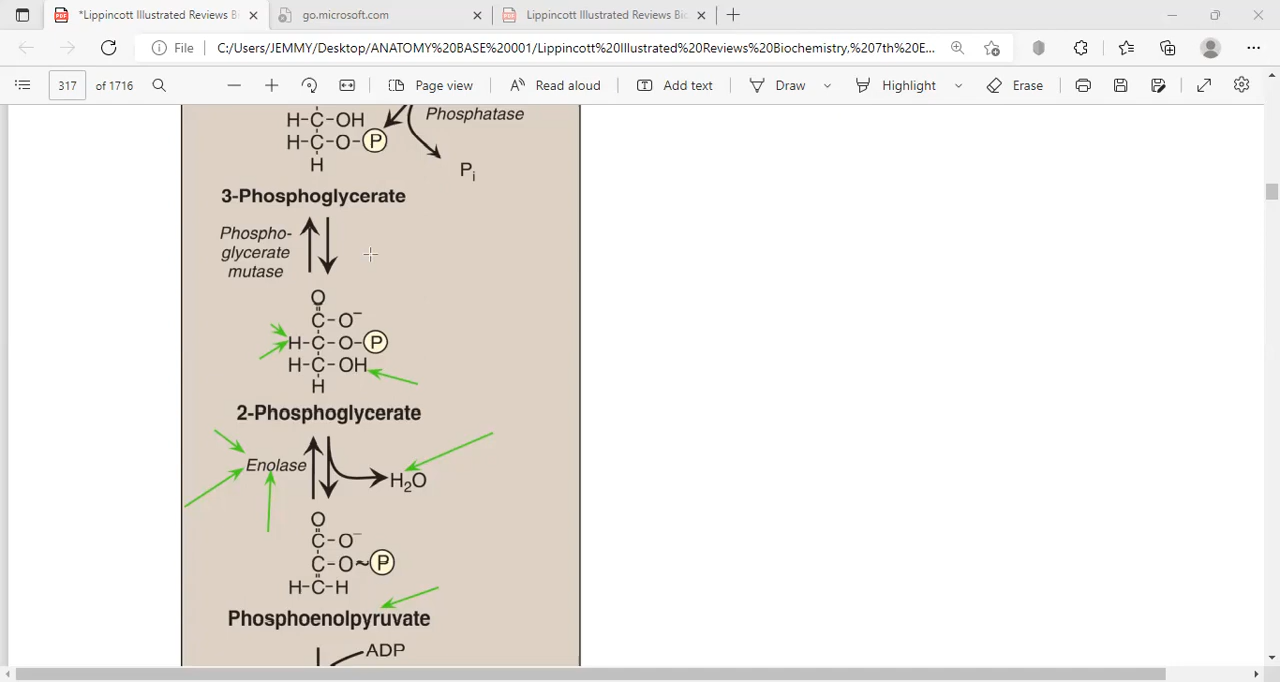 *Lippincott Illustrated Reviews Bi
go.microsoft.com
Lippincott Illustrated Reviews Bio
File
C:/Users/JEMMY/Desktop/ANATOMY%20BASE%20001/Lippincott%20Illustrated%20Reviews%20Biochemistry,%207th%20E...
317 of 1716
Page view
Read aloud
Add text
Draw
Highlight
Erase
H-C-OH
Phosphatase
H-C-O-P
H
Pi
3-Phosphoglycerate
Phospho-
glycerate
mutase
O
C-O-
H-C-O-P
H-C-OH
H
2-Phosphoglycerate
Enolase
H2O
O
C-O-
C-O~P
H-C-H
Phosphoenolpyruvate
ADP